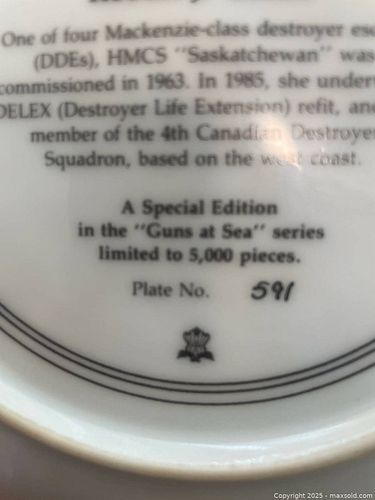 One of four Mackenzie-class destroyer esc
(DDEs), HMCS "Saskatchewan" was
commissioned in 1963. In 1985, she under
DELEX (Destroyer Life Extension) refit, and
member of the 4th Canadian Destroyer
Squadron, based on the west coast.
A Special Edition
in the "Guns at Sea" series
limited to 5,000 pieces.
Plate No. 591
Copyright 2025 - maxsold.com